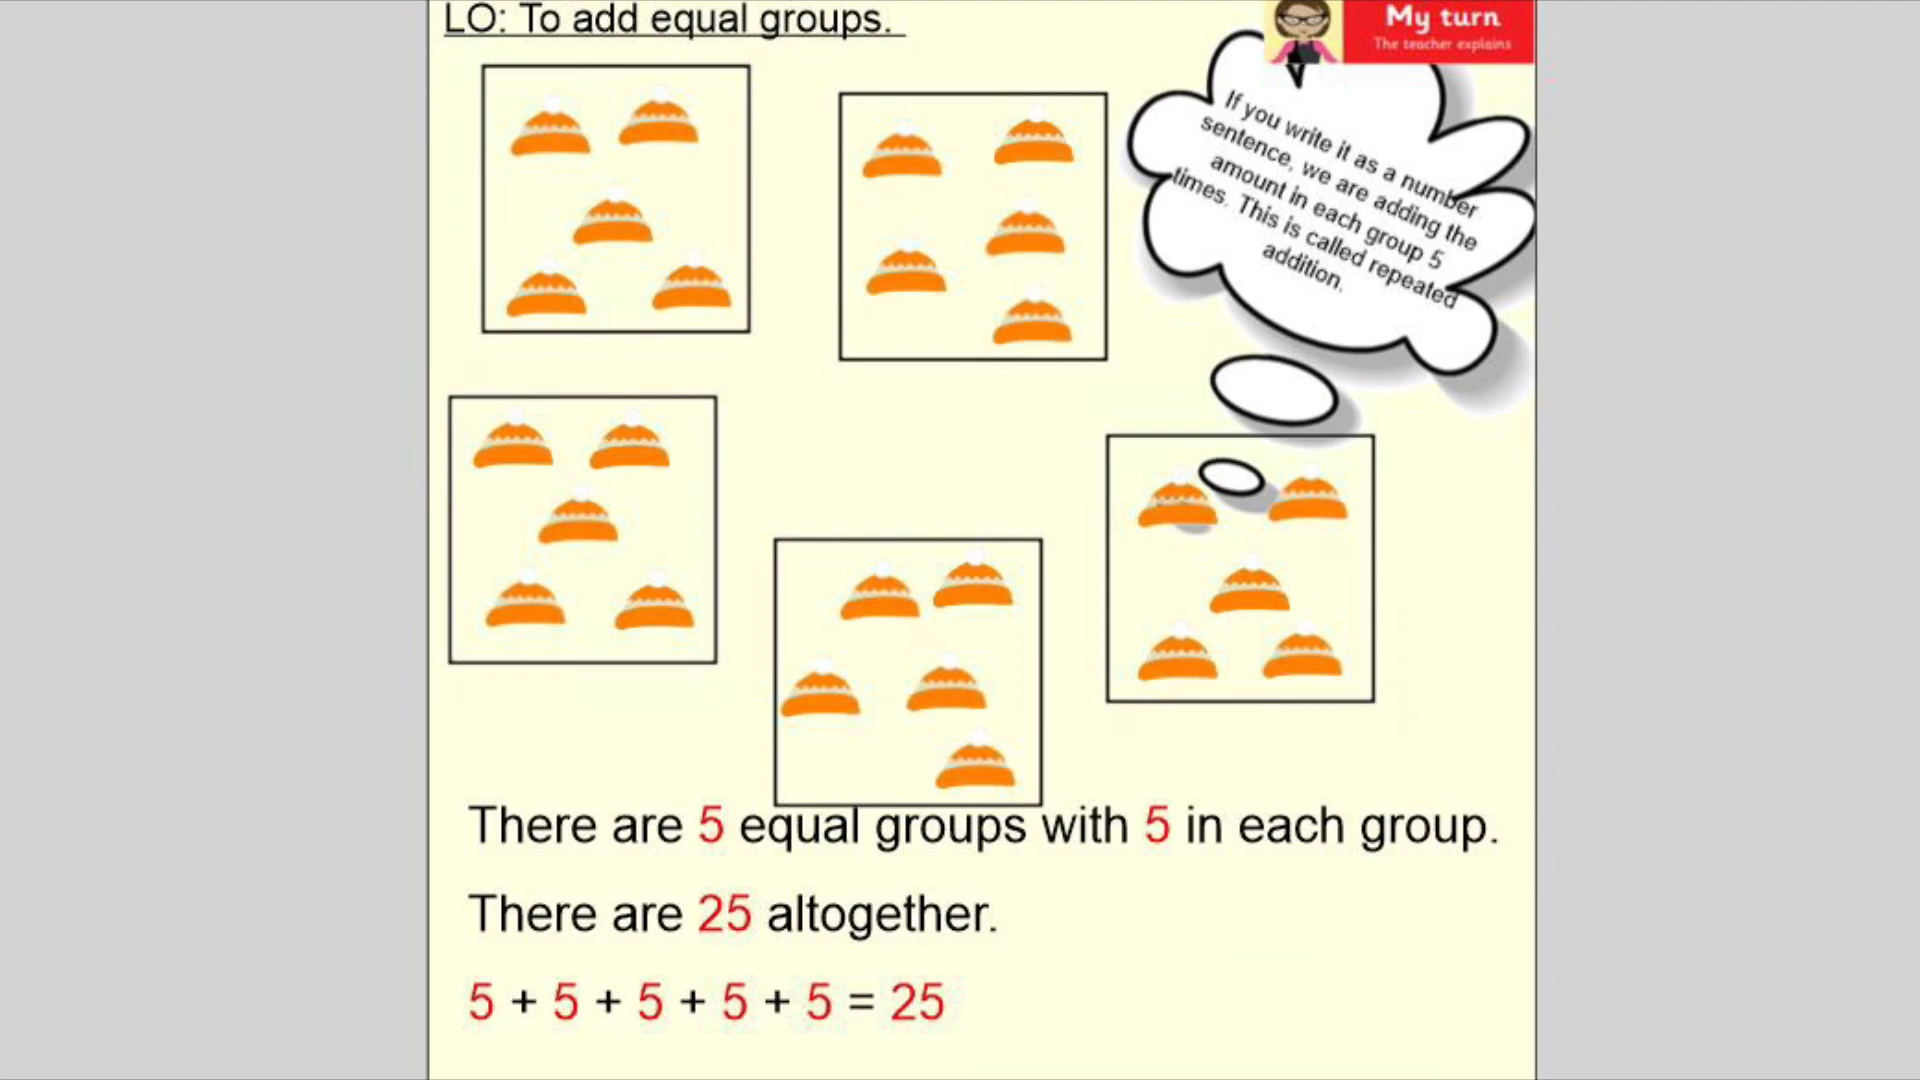 LO: To add equal groups.
My turn
The teacher explains
If you write it as a number
sentence, we are adding the
amount in each group 5
times. This is called repeated
addition.
There are 5 equal groups with 5 in each group.
There are 25 altogether.
5 + 5 + 5 + 5 + 5 = 25